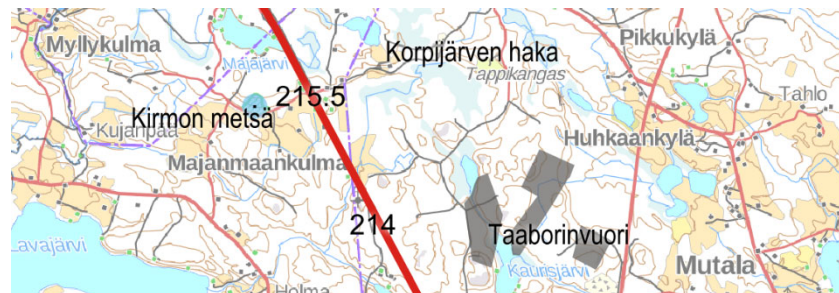 Myllykulma
Majajärvi
Korpijärven haka
Tappikangas
Pikkukylä
Tahlo
215.5
Kirmon metsä
Kujanpää
Majanmaankulma
Huhkaankylä
214
Taaborinvuori
Lavajärvi
Kaurisjärvi
Mutala
Holma